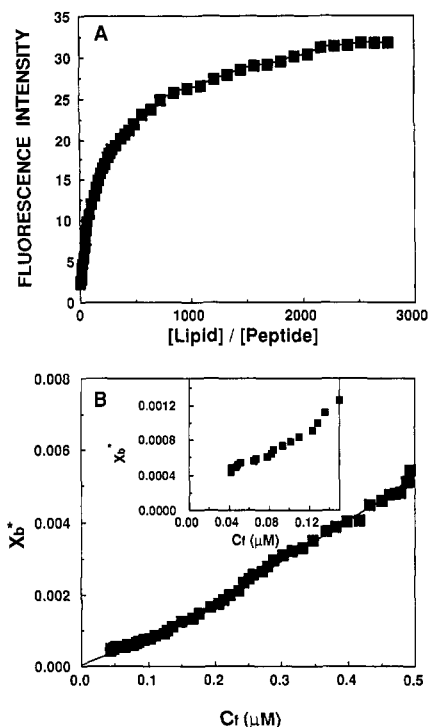 A
FLUORESCENCE INTENSITY
35
30
25
20
15
10
5
0
0 1000 2000 3000
[Lipid] / [Peptide]
B
Xb*
0.008
0.006
0.004
0.002
0.000
0.0 0.1 0.2 0.3 0.4 0.5
Cf (µM)
Xb*
0.0012
0.0008
0.0004
0.0000
0.00 0.04 0.08 0.12
Cf (µM)